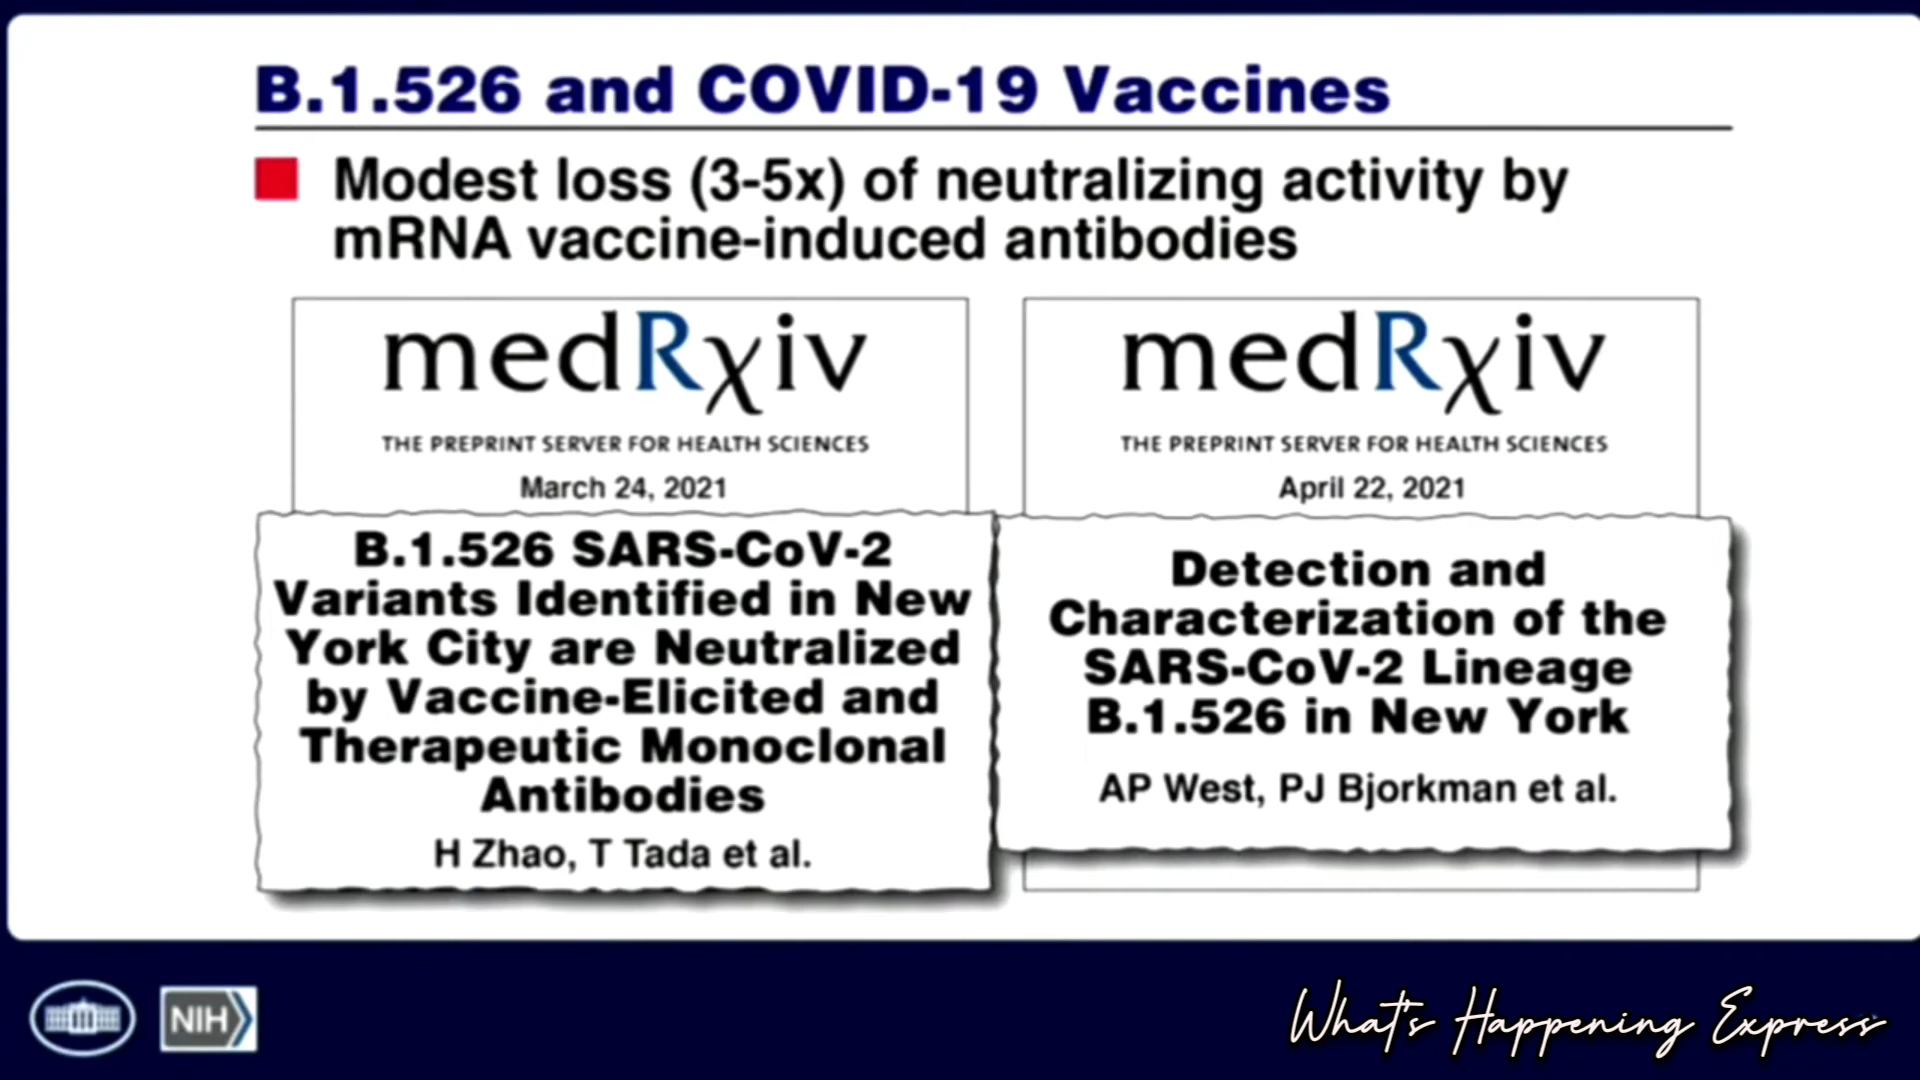 B.1.526 and COVID-19 Vaccines
Modest loss (3-5x) of neutralizing activity by
mRNA vaccine-induced antibodies
medRχiv
THE PREPRINT SERVER FOR HEALTH SCIENCES
March 24, 2021
B.1.526 SARS-CoV-2
Variants Identified in New
York City are Neutralized
by Vaccine-Elicited and
Therapeutic Monoclonal
Antibodies
H Zhao, T Tada et al.
medRχiv
THE PREPRINT SERVER FOR HEALTH SCIENCES
April 22, 2021
Detection and
Characterization of the
SARS-CoV-2 Lineage
B.1.526 in New York
AP West, PJ Bjorkman et al.
NIH
What's Happening Express